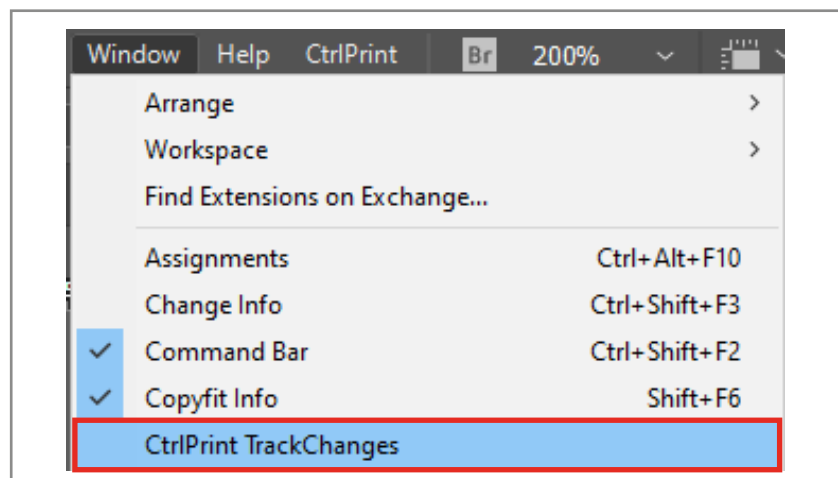 Window Help CtrlPrint Br 200%
Arrange
Workspace
Find Extensions on Exchange...
Assignments Ctrl+Alt+F10
Change Info Ctrl+Shift+F3
Command Bar Ctrl+Shift+F2
Copyfit Info Shift+F6
CtrlPrint TrackChanges